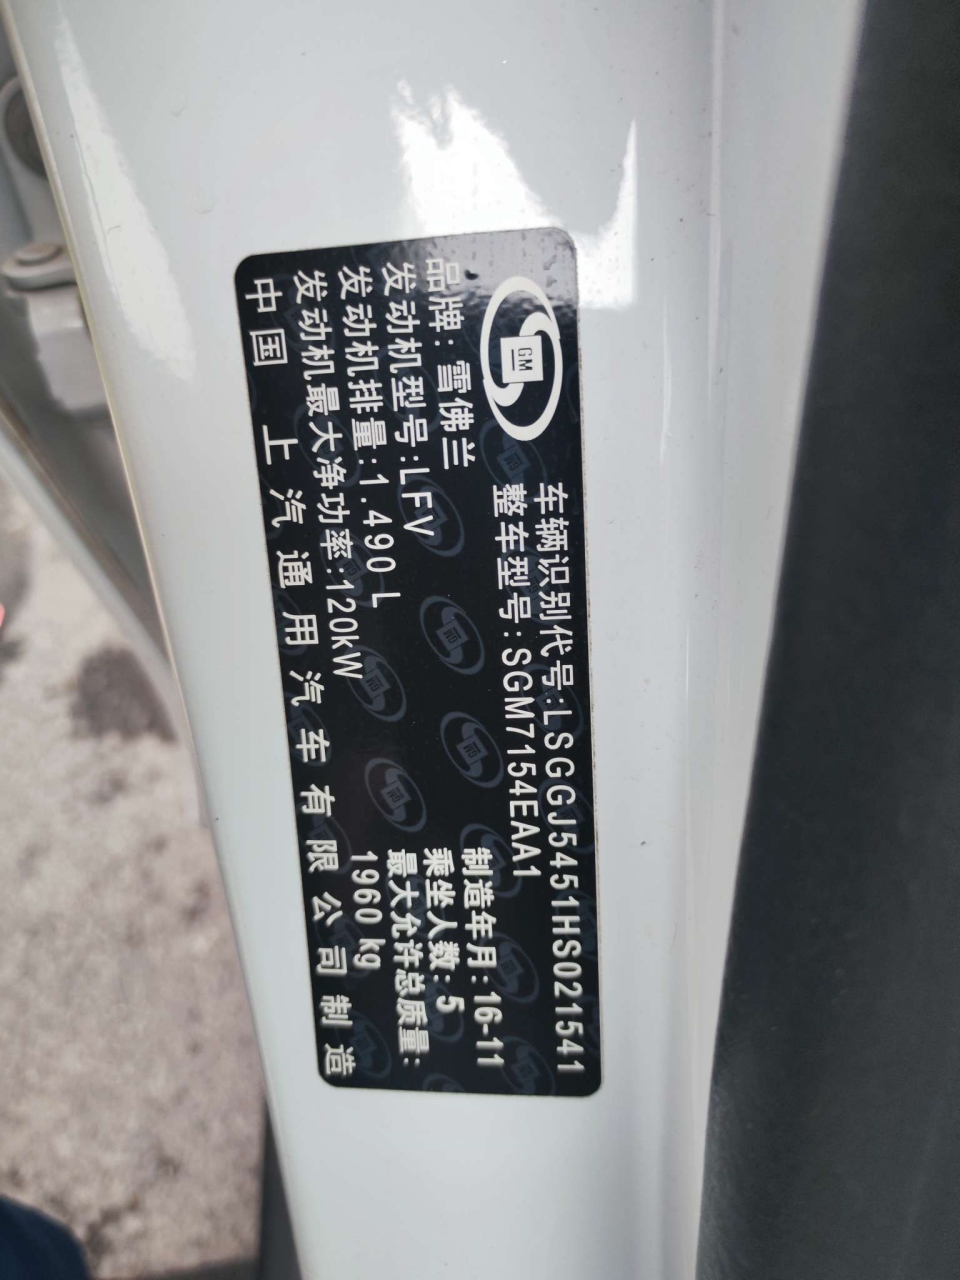 GM
车辆识别代号:LSGGJ5451HS021541
整车型号:SGM7154EAA1
品牌:雪佛兰
制造年月:16-11
发动机型号:LFV
乘坐人数:5
发动机排量:1.490L
最大允许总质量:
发动机最大净功率:120kW
1960kg
中国 上汽通用汽车有限公司制造